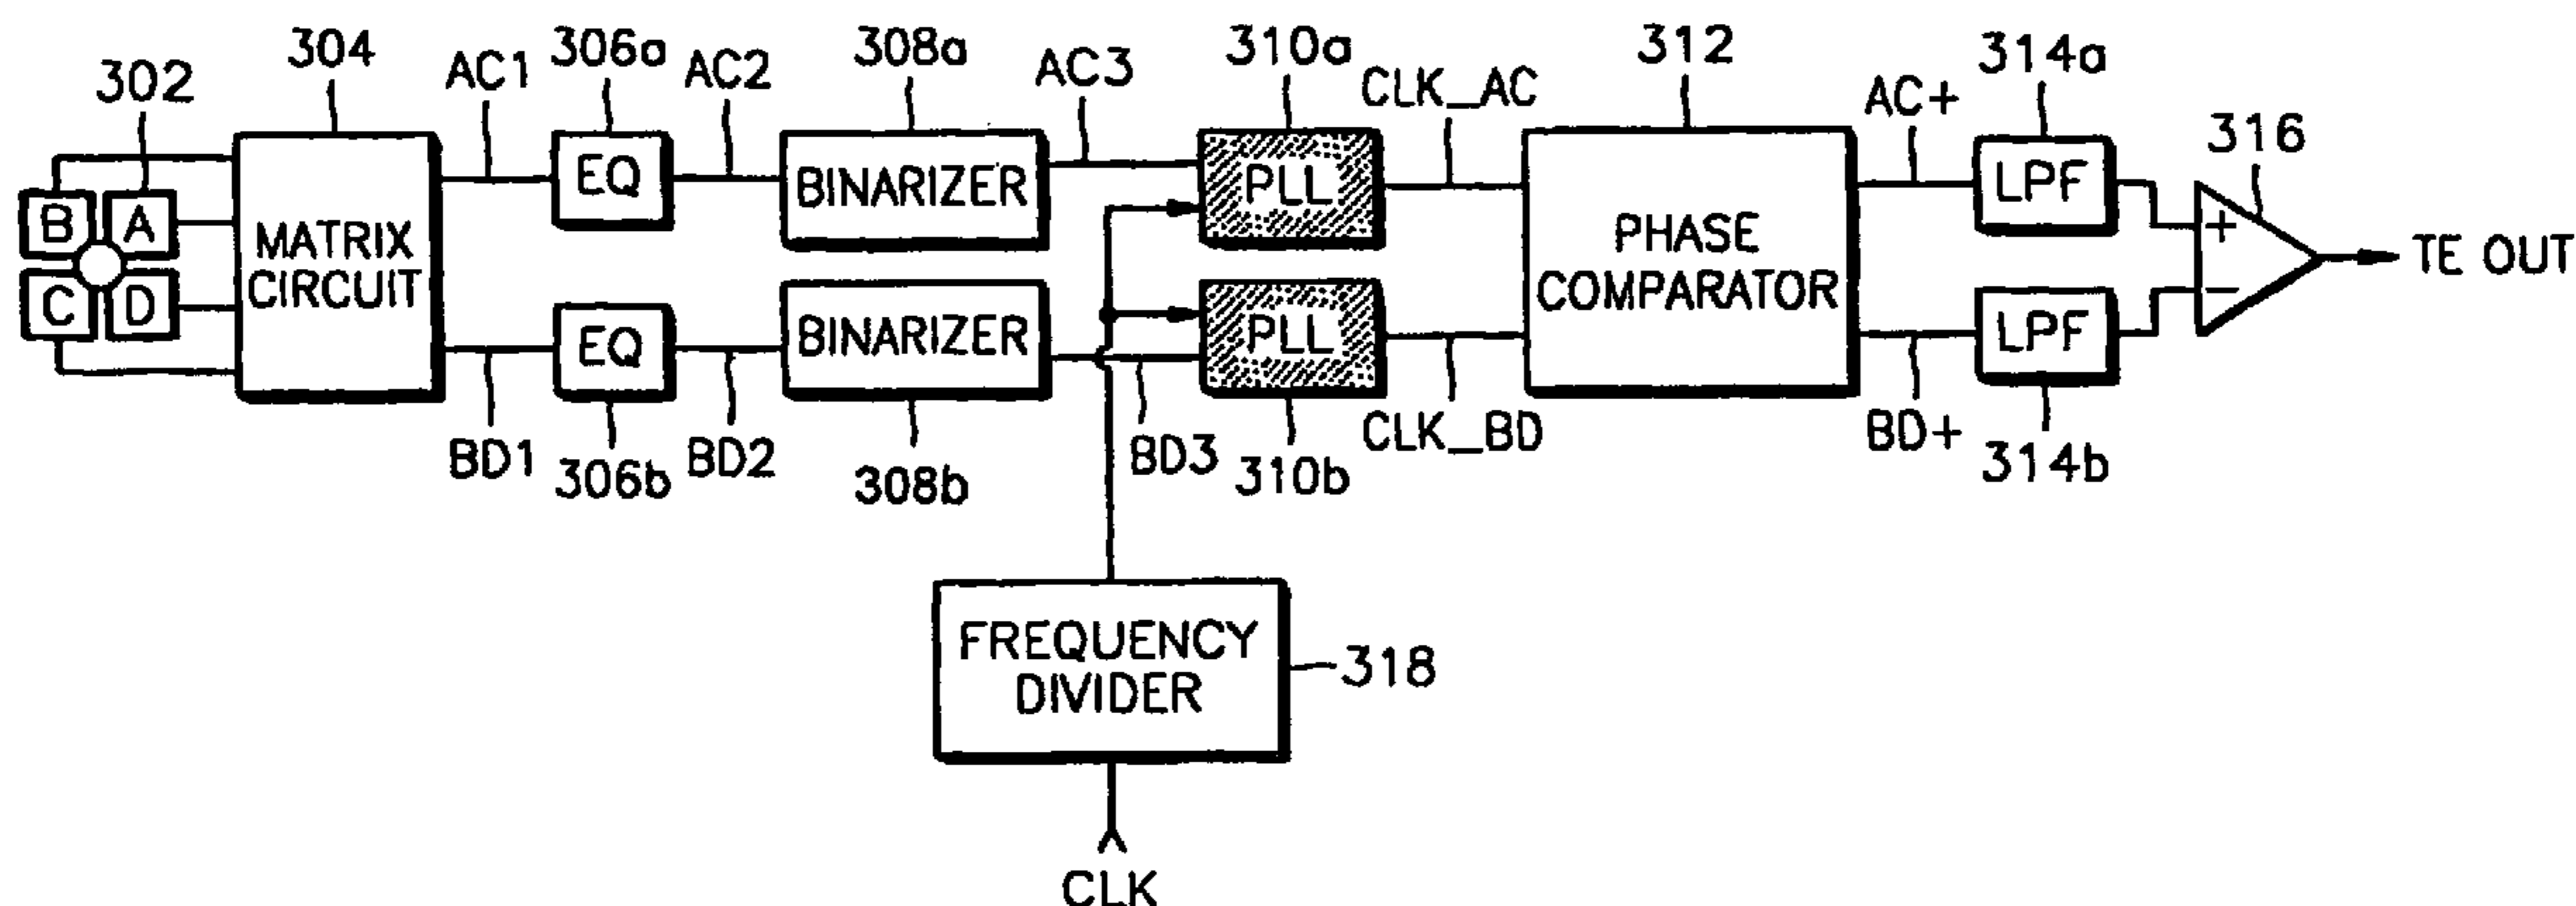 302
304
AC1
306a
AC2
308a
AC3
310a
CLK_AC
312
AC+
314a
316
B
A
C
D
MATRIX
CIRCUIT
EQ
BINARIZER
PLL
PHASE
COMPARATOR
LPF
+
−
TE OUT
EQ
BINARIZER
PLL
LPF
BD1
306b
BD2
308b
BD3
310b
CLK_BD
BD+
314b
FREQUENCY
DIVIDER
318
CLK